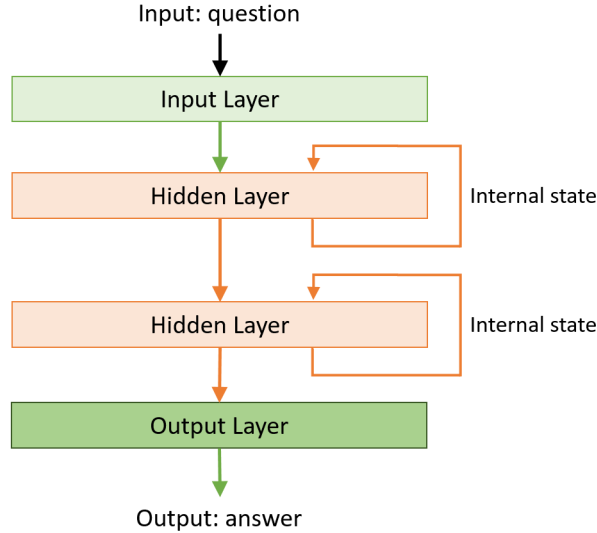 Input: question
Input Layer
Hidden Layer
Internal state
Hidden Layer
Internal state
Output Layer
Output: answer